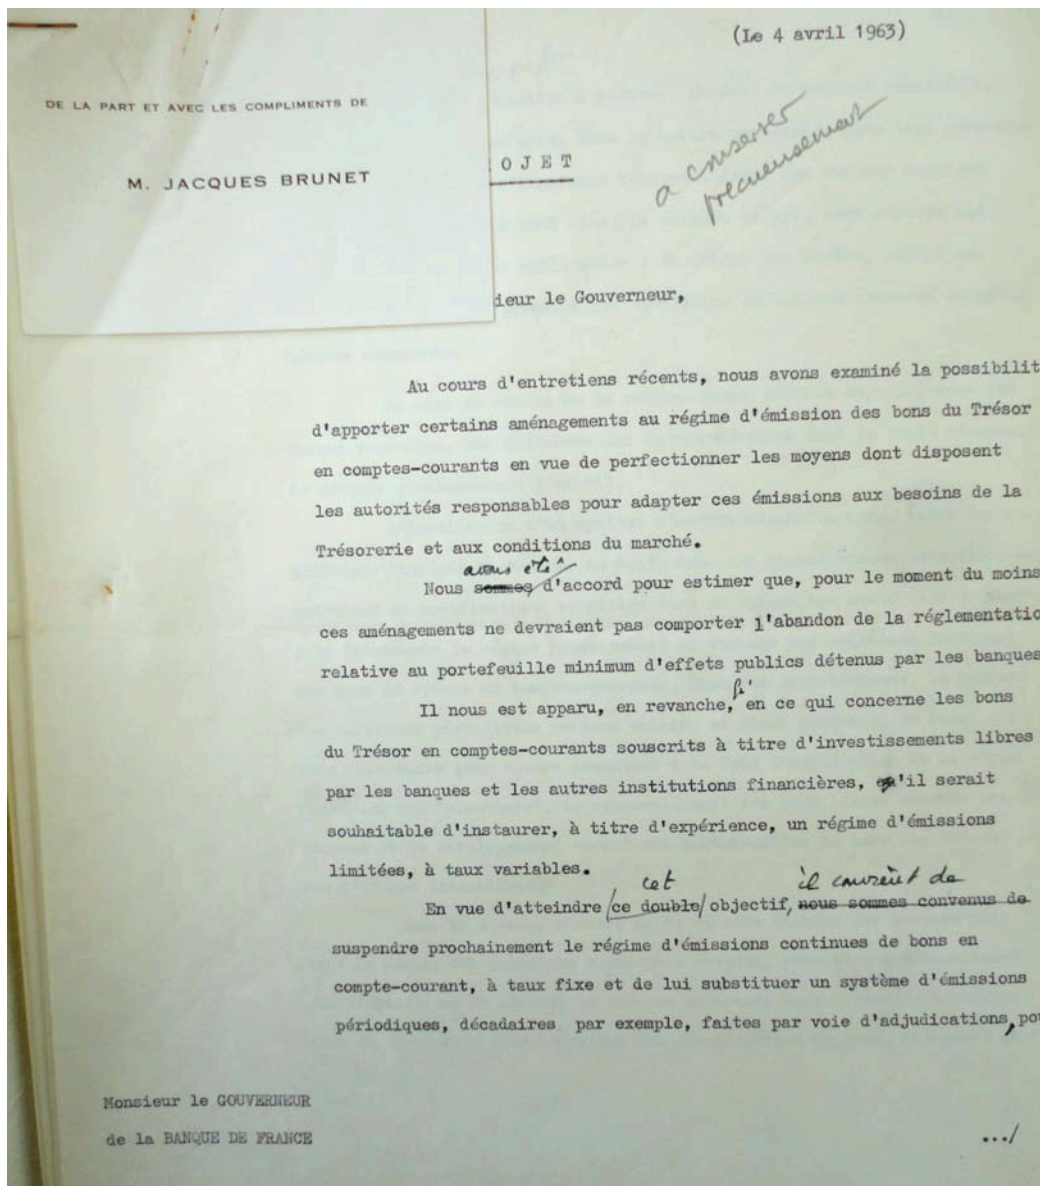 (Le 4 avril 1963)
DE LA PART ET AVEC LES COMPLIMENTS DE
M. JACQUES BRUNET
OJET
a conserver
précieusement
ieur le Gouverneur,
Au cours d'entretiens récents, nous avons examiné la possibilit
d'apporter certains aménagements au régime d'émission des bons du Trésor
en comptes-courants en vue de perfectionner les moyens dont disposent
les autorités responsables pour adapter ces émissions aux besoins de la
Trésorerie et aux conditions du marché.
avons été
Nous sommes d'accord pour estimer que, pour le moment du moins
ces aménagements ne devraient pas comporter l'abandon de la réglementatio
relative au portefeuille minimum d'effets publics détenus par les banques
Il nous est apparu, en revanche, en ce qui concerne les bons
du Trésor en comptes-courants souscrits à titre d'investissements libres
par les banques et les autres institutions financières, qu'il serait
souhaitable d'instaurer, à titre d'expérience, un régime d'émissions
limitées, à taux variables.
cet il convient de
En vue d'atteindre /ce double/ objectif, nous sommes convenus de
suspendre prochainement le régime d'émissions continues de bons en
compte-courant, à taux fixe et de lui substituer un système d'émissions
périodiques, décadaires par exemple, faites par voie d'adjudications, pou
Monsieur le GOUVERNEUR
de la BANQUE DE FRANCE
.../